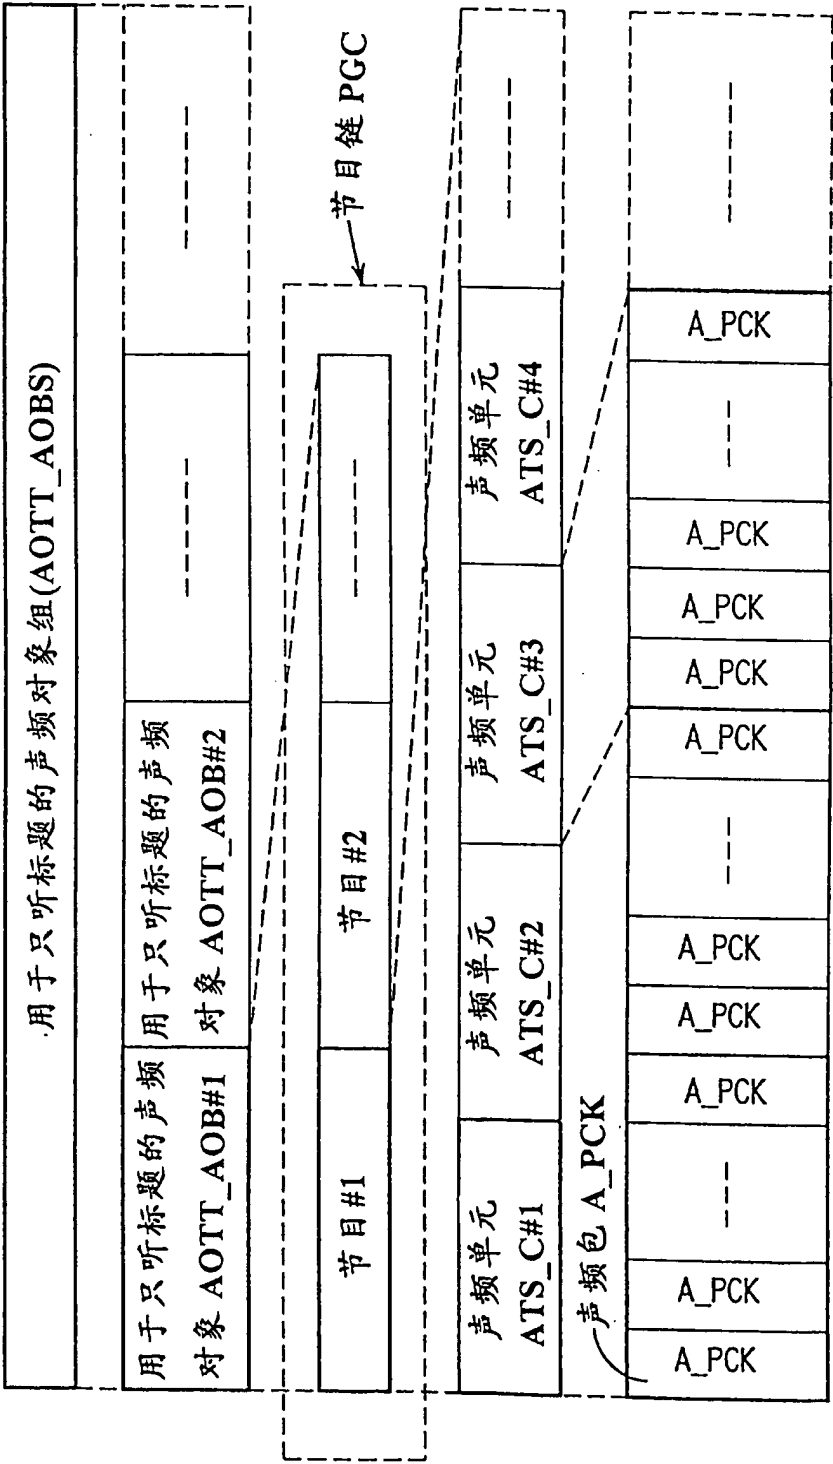 用于只听标题的声频对象组(AOTT_AOBS)
用于只听标题的声频
对象 AOTT_AOB#1
用于只听标题的声频
对象 AOTT_AOB#2
节目链 PGC
节目#1
节目#2
声频单元
ATS_C#1
声频单元
ATS_C#2
声频单元
ATS_C#3
声频单元
ATS_C#4
声频包 A_PCK
A_PCK
A_PCK
A_PCK
A_PCK
A_PCK
A_PCK
A_PCK
A_PCK
A_PCK
A_PCK